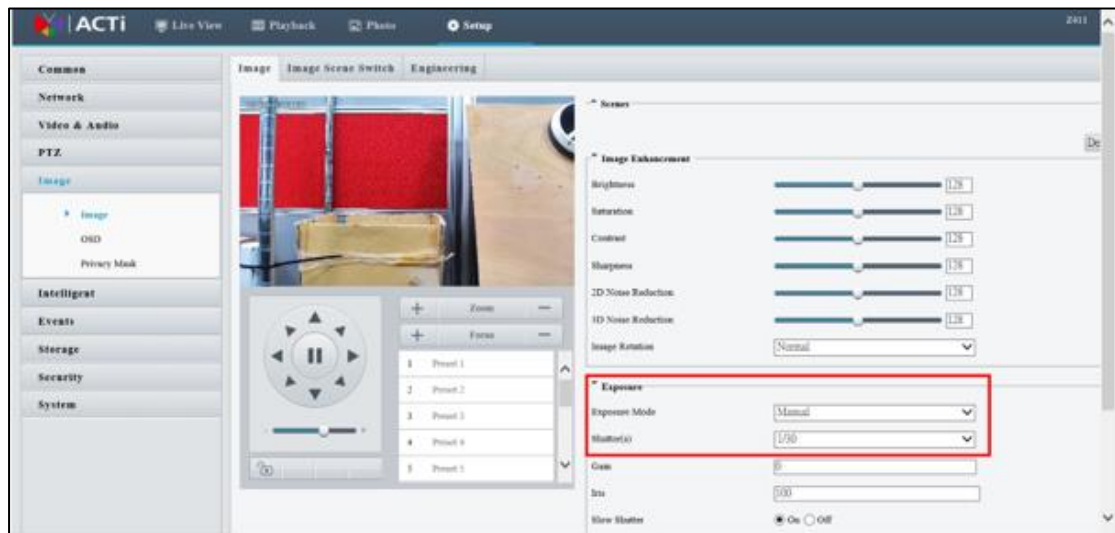 ACTi Live View Playback Photo Setup Z411
Common
Network
Video & Audio
PTZ
Image
Image
OSD
Privacy Mask
Intelligent
Events
Storage
Security
System
Image Image Scene Switch Engineering
Zoom
Focus
1 Preset 1
2 Preset 2
3 Preset 3
4 Preset 4
5 Preset 5
Scenes
De
Image Enhancement
Brightness 128
Saturation 128
Contrast 128
Sharpness 128
2D Noise Reduction 128
3D Noise Reduction 128
Image Rotation Normal
Exposure
Exposure Mode Manual
Shutter(s) 1/30
Gain 0
Iris 100
Slow Shutter On Off